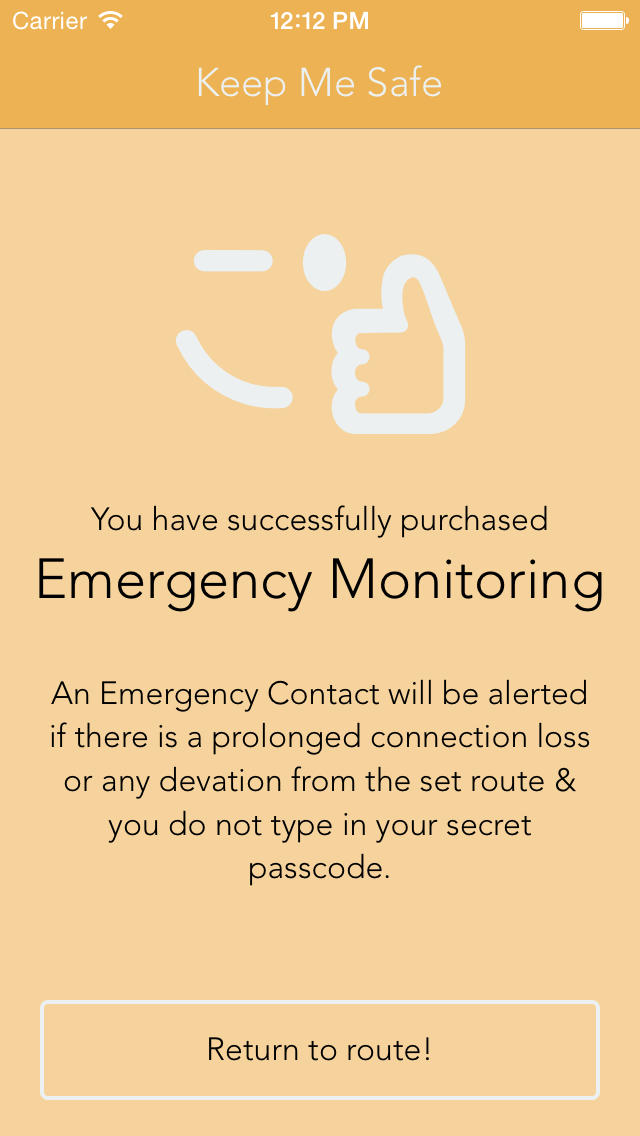 Carrier 12:12 PM
Keep Me Safe
You have successfully purchased
Emergency Monitoring
An Emergency Contact will be alerted
if there is a prolonged connection loss
or any devation from the set route &
you do not type in your secret
passcode.
Return to route!